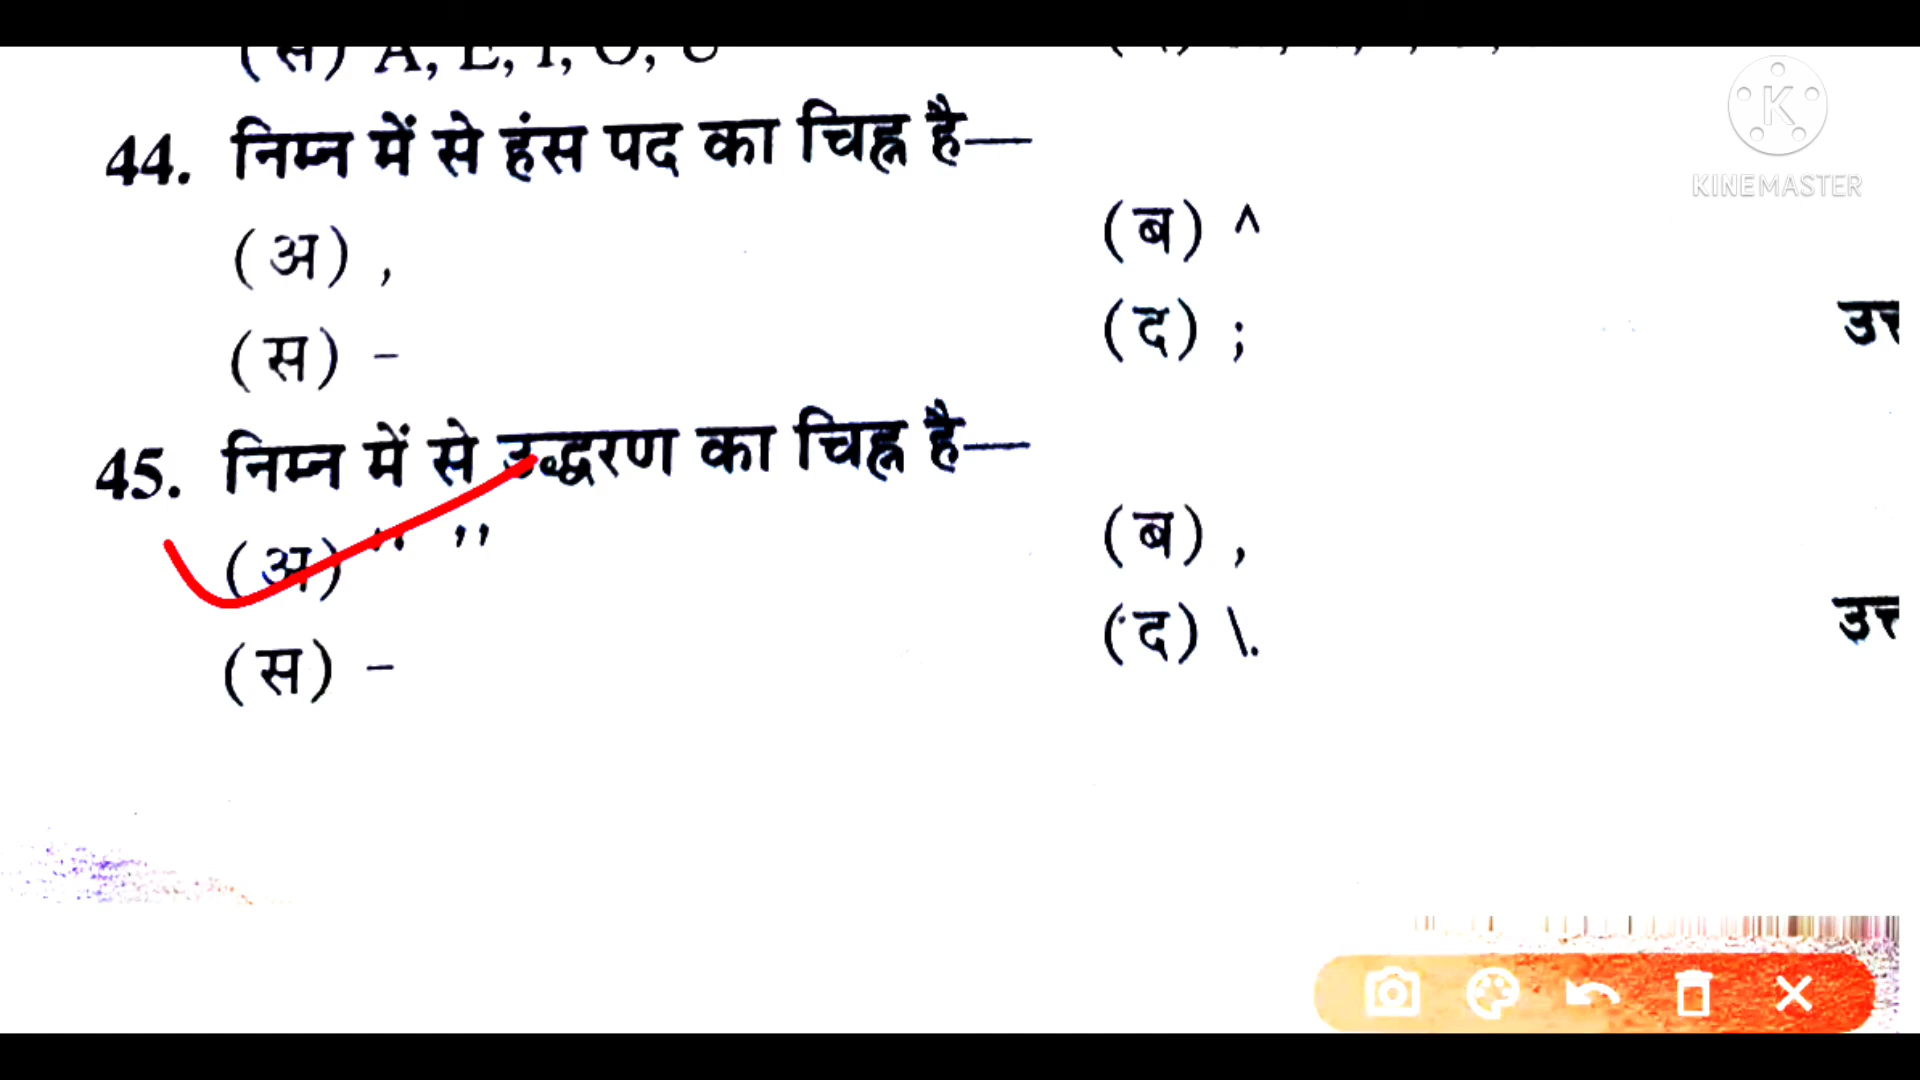 (स) A, E, I, O, U
44. निम्न में से हंस पद का चिह्न है—
(अ) ,
(ब) ^
(स) –
(द) ;
45. निम्न में से उद्धरण का चिह्न है—
(अ) “ ”
(ब) ,
(स) –
(द) \.
K
KINEMASTER